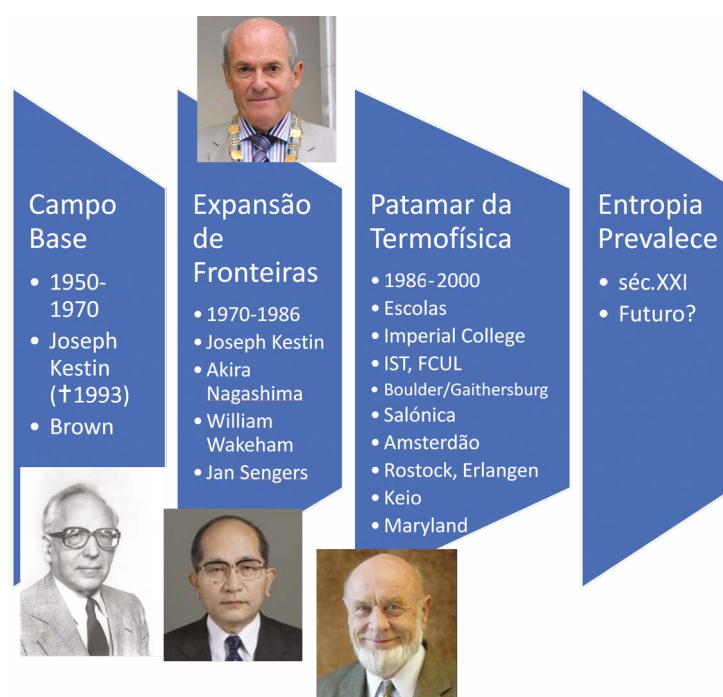 Campo
Base
• 1950-
1970
• Joseph
Kestin
(✝1993)
• Brown
Expansão
de
Fronteiras
• 1970-1986
• Joseph Kestin
• Akira
Nagashima
• William
Wakeham
• Jan Sengers
Patamar da
Termofísica
• 1986-2000
• Escolas
• Imperial College
• IST, FCUL
• Boulder/Gaithersburg
• Salónica
• Amsterdão
• Rostock, Erlangen
• Keio
• Maryland
Entropia
Prevalece
• séc.XXI
• Futuro?